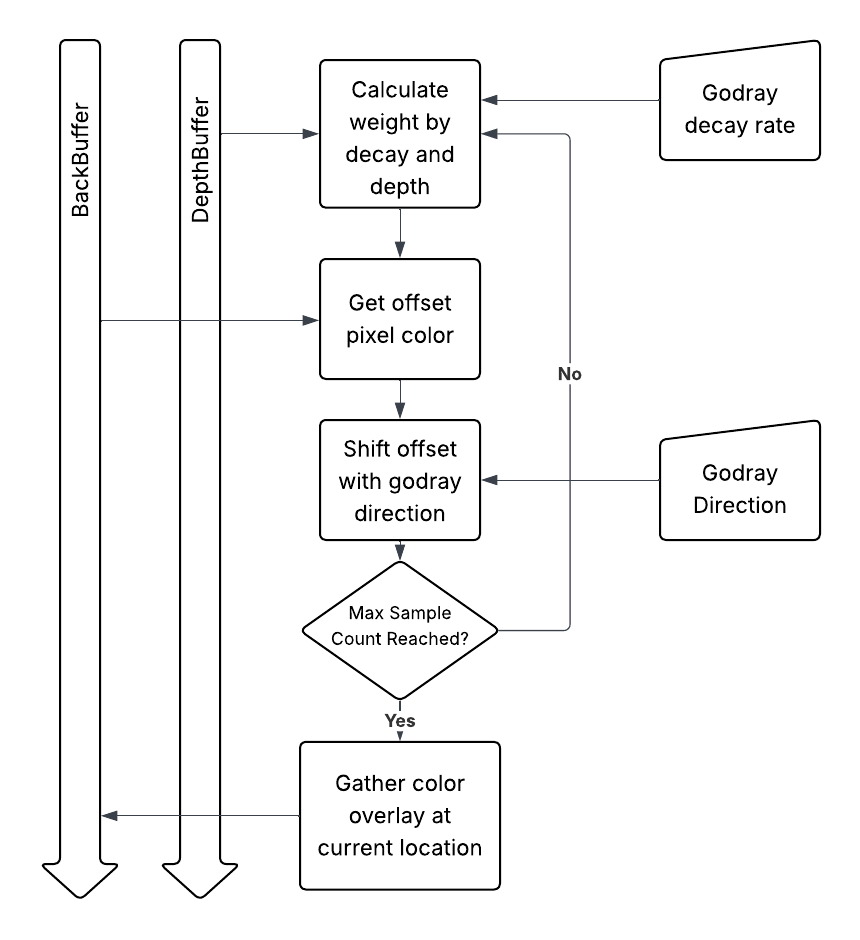 BackBuffer
DepthBuffer
Calculate
weight by
decay and
depth
Godray
decay rate
Get offset
pixel color
No
Shift offset
with godray
direction
Godray
Direction
Max Sample
Count Reached?
Yes
Gather color
overlay at
current location